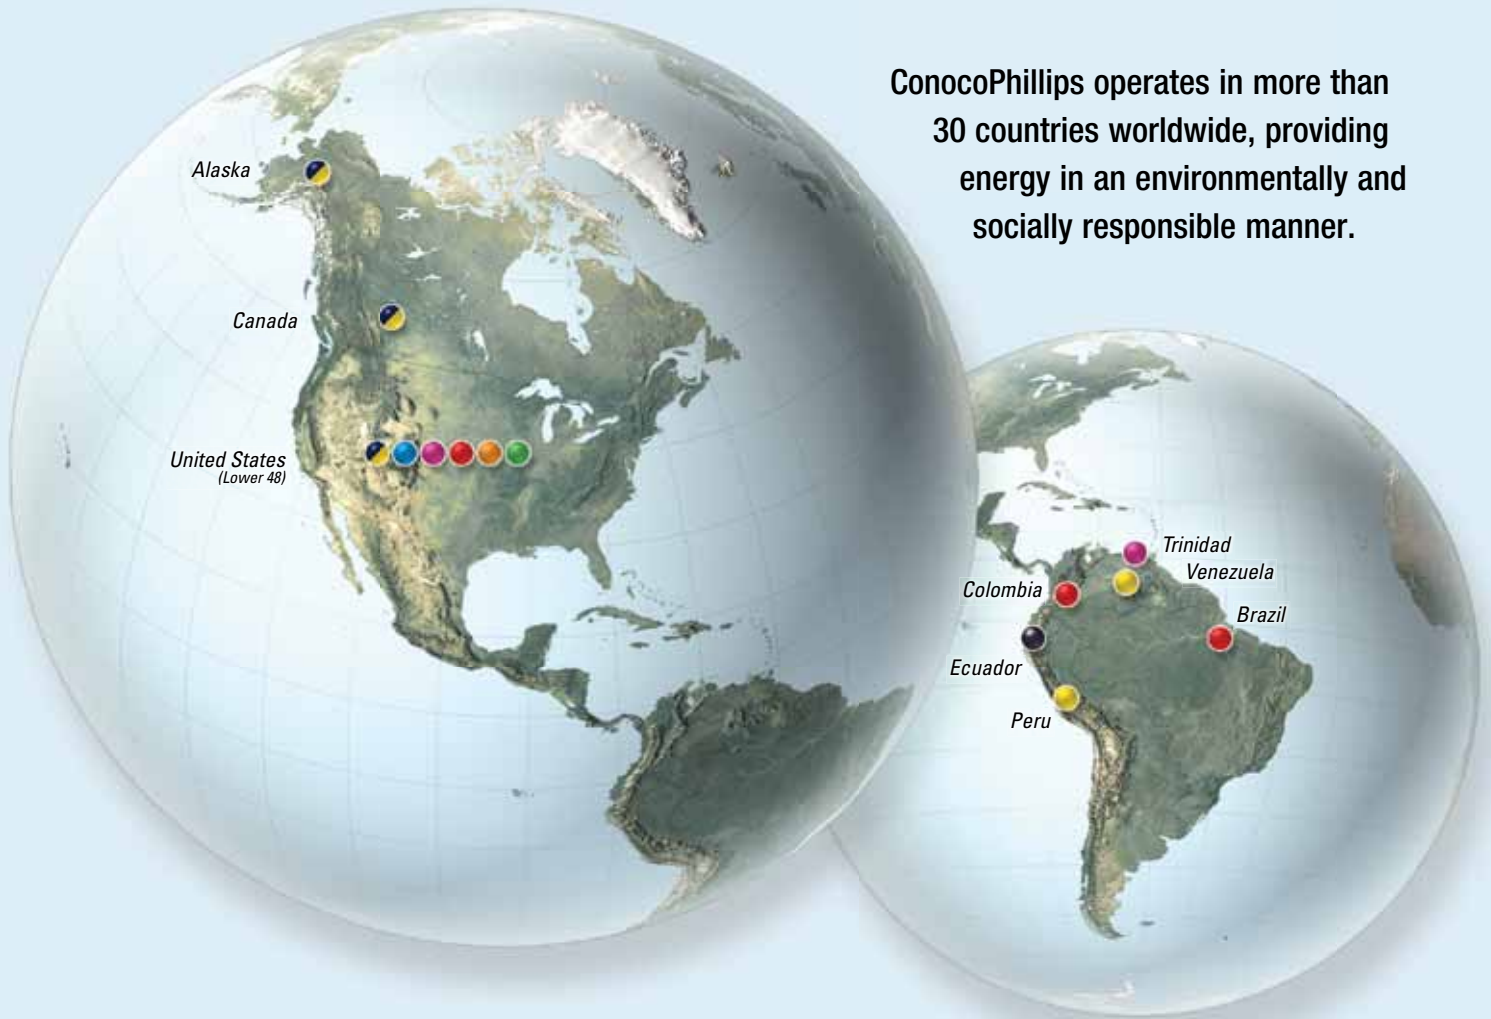 ConocoPhillips operates in more than
30 countries worldwide, providing
energy in an environmentally and
socially responsible manner.
Alaska
Canada
United States
(Lower 48)
Trinidad
Venezuela
Colombia
Brazil
Ecuador
Peru